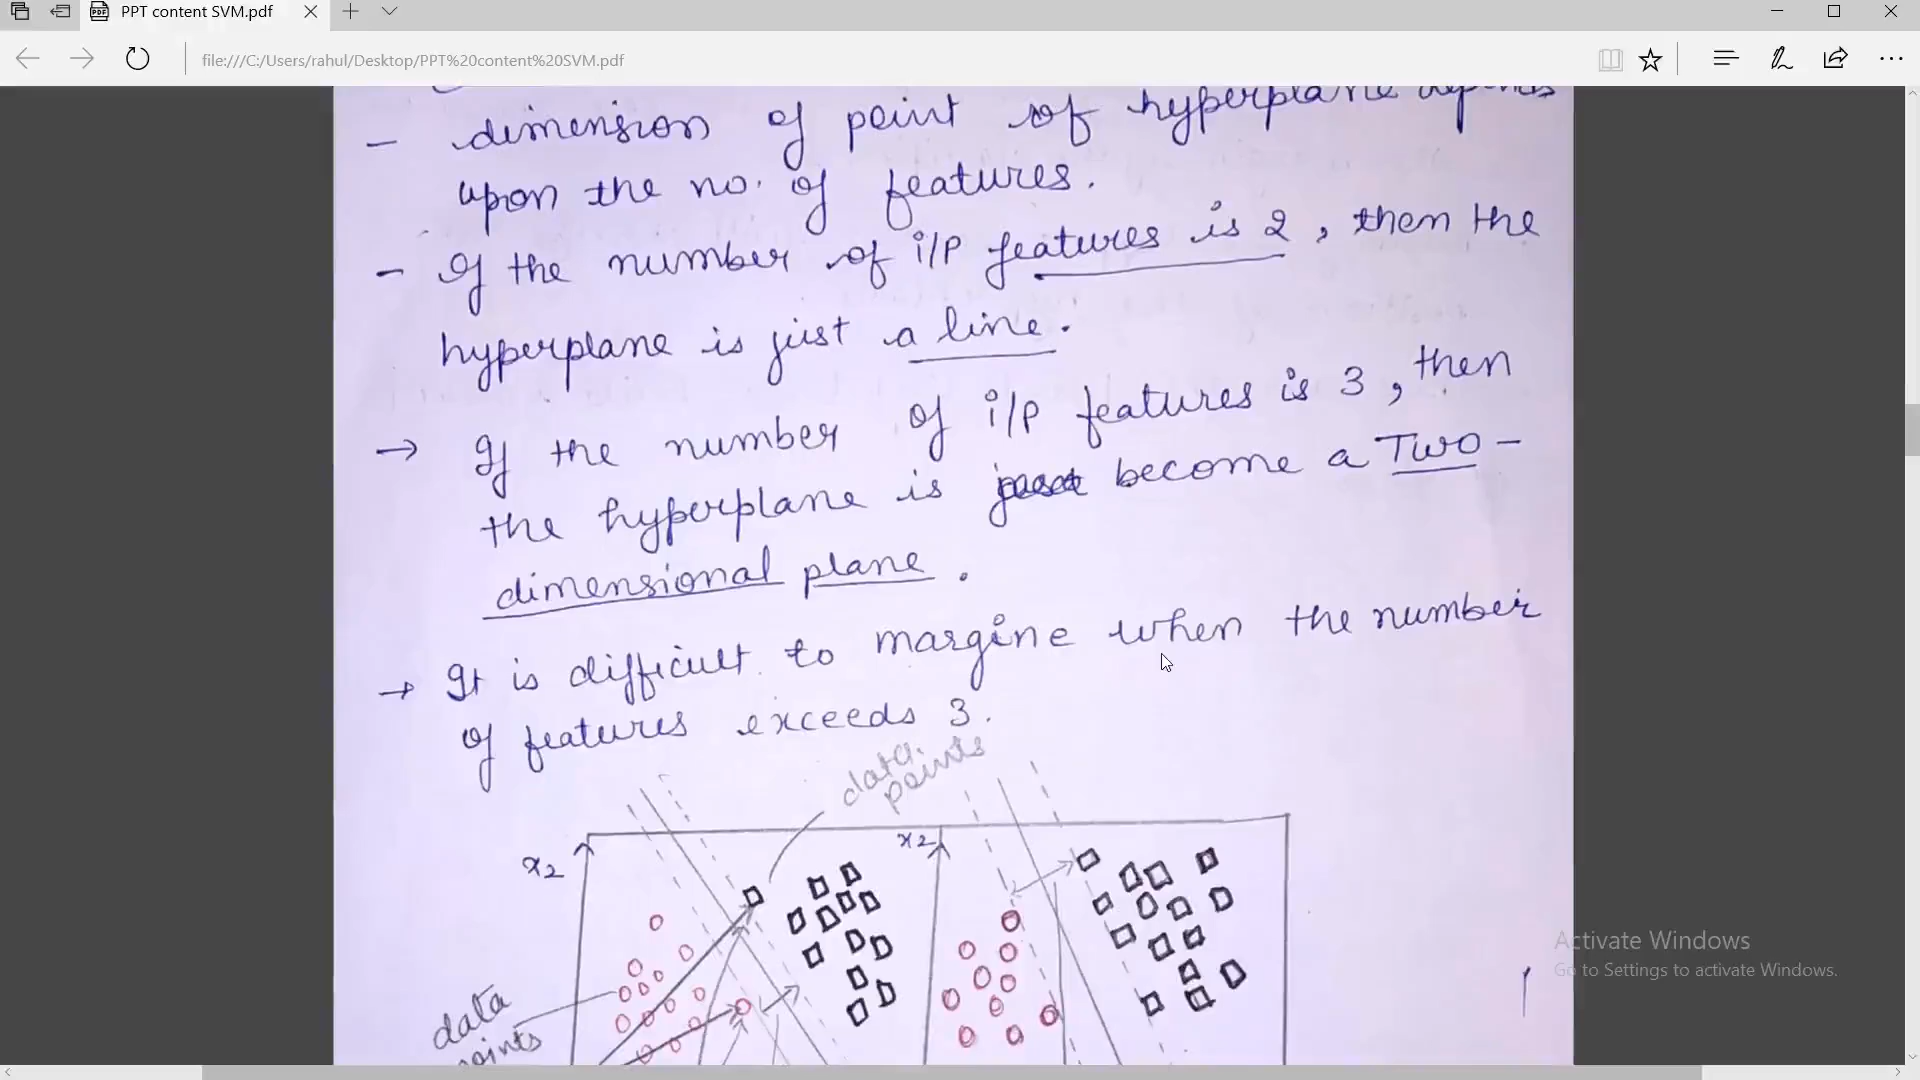 PPT content SVM.pdf
file:///C:/Users/rahul/Desktop/PPT%20content%20SVM.pdf
- dimension of point of hyperplane depends
upon the no. of features.
- If the number of i/p features is 2, then the
hyperplane is just a line.
→ If the number of i/p features is 3, then
the hyperplane is become a Two-
dimensional plane.
→ It is difficult to margine when the number
of features exceeds 3.
data
points
x2
x2
data
points
Activate Windows
Go to Settings to activate Windows.